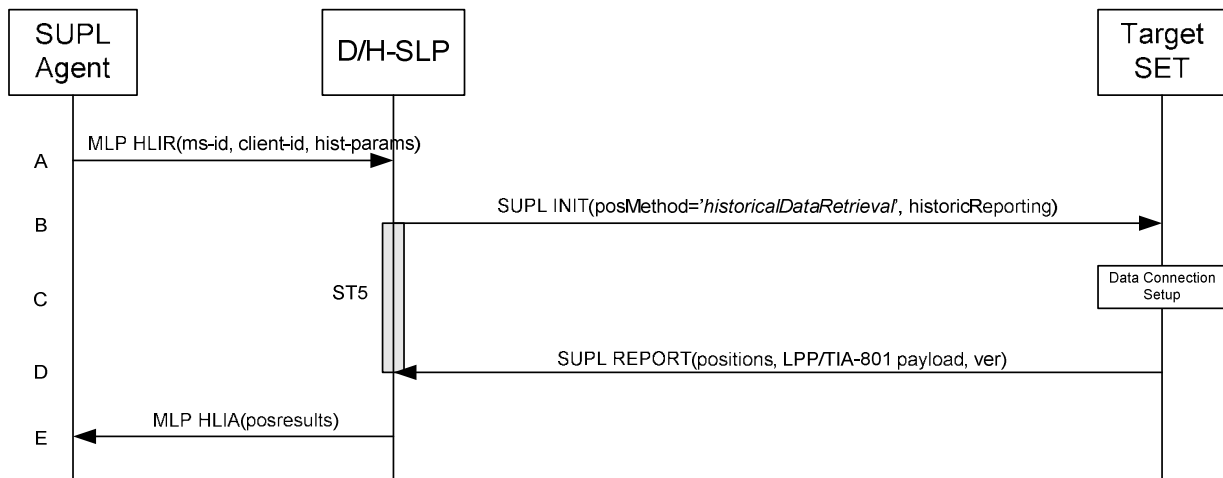 SUPL
Agent
D/H-SLP
Target
SET
MLP HLIR(ms-id, client-id, hist-params)
A
SUPL INIT(posMethod='historicalDataRetrieval', historicReporting)
B
Data Connection
Setup
ST5
C
SUPL REPORT(positions, LPP/TIA-801 payload, ver)
D
MLP HLIA(posresults)
E